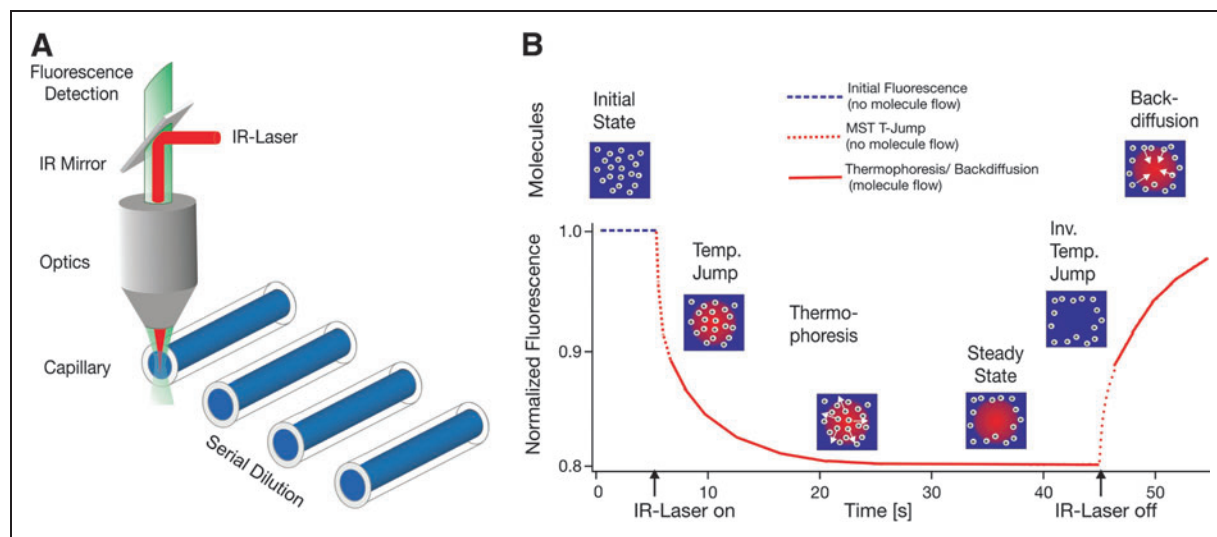 A
Fluorescence
Detection
IR-Laser
IR Mirror
Optics
Capillary
Serial Dilution
B
Molecules
Initial
State
Initial Fluorescence
(no molecule flow)
MST T-Jump
(no molecule flow)
Thermophoresis/ Backdiffusion
(molecule flow)
Back-
diffusion
Normalized Fluorescence
1.0
0.9
0.8
Temp.
Jump
Thermo-
phoresis
Steady
State
Inv.
Temp.
Jump
0
10
20
30
40
50
IR-Laser on
Time [s]
IR-Laser off